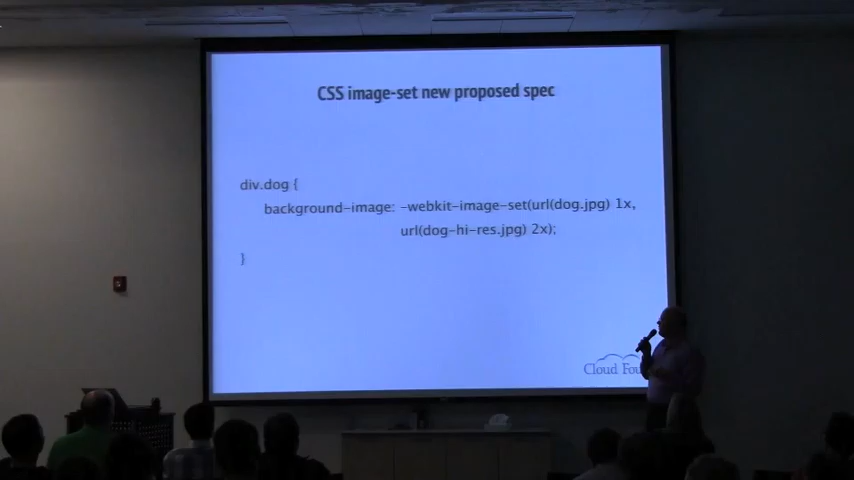 CSS image-set new proposed spec
div.dog {
background-image: -webkit-image-set(url(dog.jpg) 1x,
url(dog-hi-res.jpg) 2x);
}
Cloud Fou